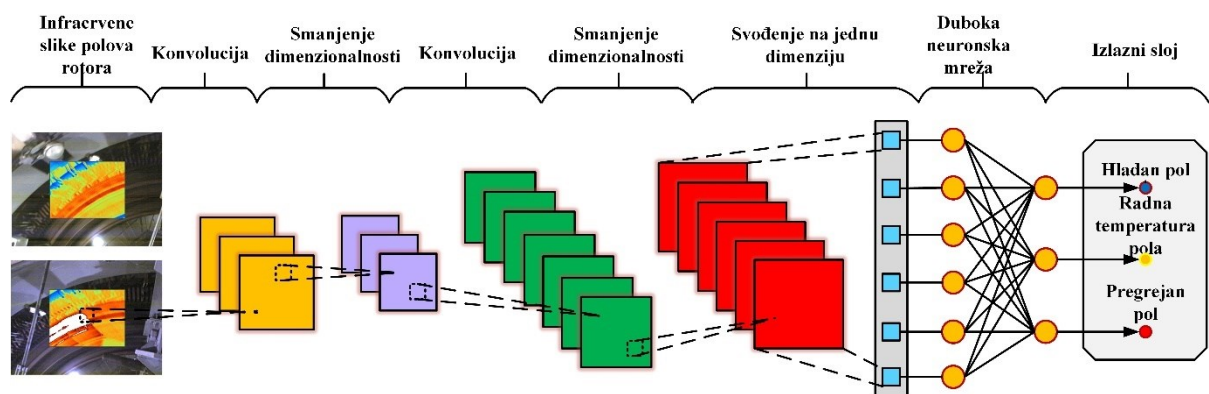 Infracrvene
slike polova
rotora
Konvolucija
Smanjenje
dimenzionalnosti
Konvolucija
Smanjenje
dimenzionalnosti
Svođenje na jednu
dimenziju
Duboka
neuronska
mreža
Izlazni sloj
Hladan pol
Radna
temperatura
pola
Pregrejan
pol